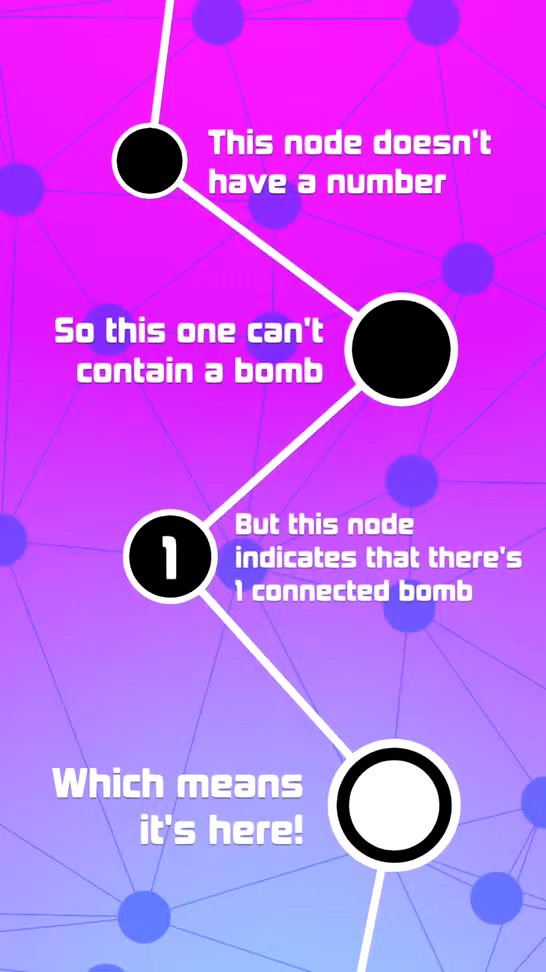 This node doesn't
have a number
So this one can't
contain a bomb
But this node
indicates that there's
1 connected bomb
1
Which means
it's here!